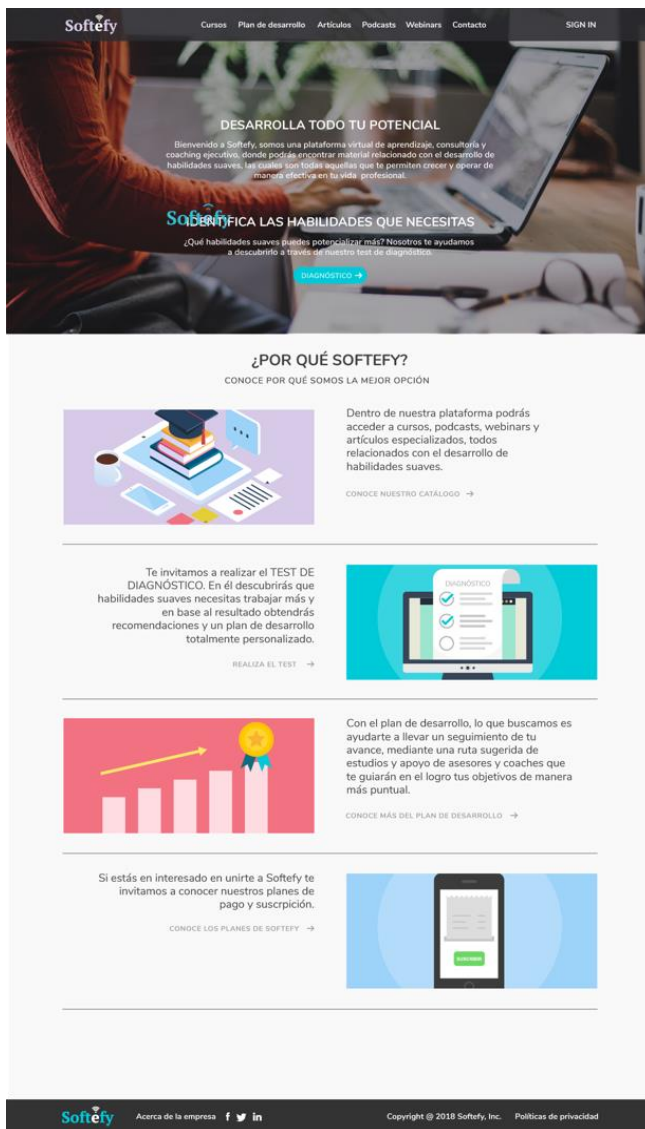 Softefy
Cursos Plan de desarrollo Artículos Podcasts Webinars Contacto SIGN IN
DESARROLLA TODO TU POTENCIAL
Bienvenido a Softefy, somos una plataforma virtual de aprendizaje, consultoría y
coaching ejecutivo, donde podrás encontrar material relacionado con el desarrollo de
habilidades suaves, las cuales son todas aquellas que te permiten crecer y operar de
manera efectiva en tu vida profesional.
Softefy
IDENTIFICA LAS HABILIDADES QUE NECESITAS
¿Qué habilidades suaves puedes potencializar más? Nosotros te ayudamos
a descubrirlo a través de nuestro test de diagnóstico.
DIAGNÓSTICO →
¿POR QUÉ SOFTEFY?
CONOCE POR QUÉ SOMOS LA MEJOR OPCIÓN
Dentro de nuestra plataforma podrás
acceder a cursos, podcasts, webinars y
artículos especializados, todos
relacionados con el desarrollo de
habilidades suaves.
CONOCE NUESTRO CATÁLOGO →
Te invitamos a realizar el TEST DE
DIAGNÓSTICO. En él descubrirás que
habilidades suaves necesitas trabajar más y
en base al resultado obtendrás
recomendaciones y un plan de desarrollo
totalmente personalizado.
REALIZA EL TEST →
DIAGNÓSTICO
Con el plan de desarrollo, lo que buscamos es
ayudarte a llevar un seguimiento de tu
avance, mediante una ruta sugerida de
estudios y apoyo de asesores y coaches que
te guiarán en el logro tus objetivos de manera
más puntual.
CONOCE MÁS DEL PLAN DE DESARROLLO →
Si estás en interesado en unirte a Softefy te
invitamos a conocer nuestros planes de
pago y suscrpición.
CONOCE LOS PLANES DE SOFTEFY →
Softefy
Acerca de la empresa
Copyright @ 2018 Softefy, Inc. Políticas de privacidad